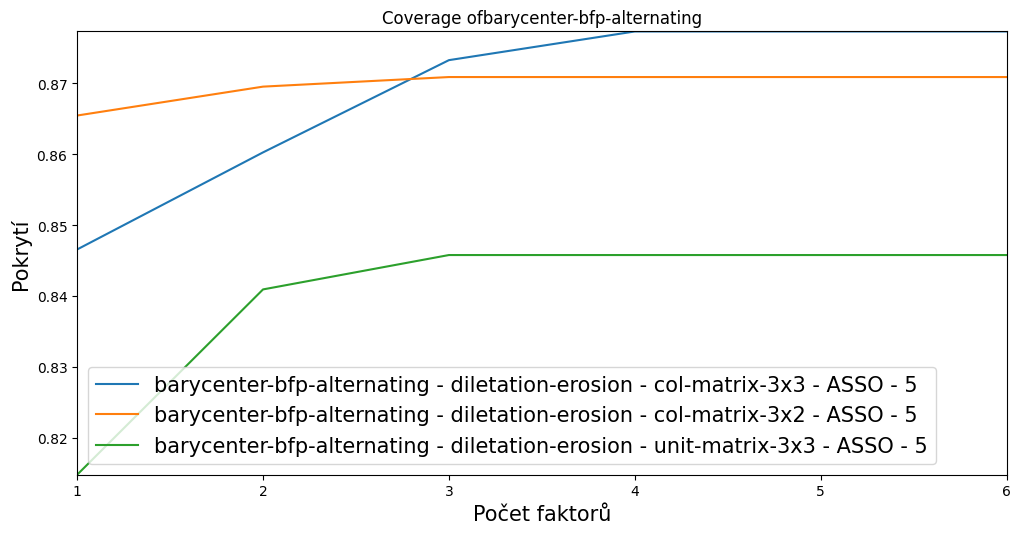 Coverage ofbarycenter-bfp-alternating
Pokrytí
0.87
0.86
0.85
0.84
0.83
0.82
barycenter-bfp-alternating - diletation-erosion - col-matrix-3x3 - ASSO - 5
barycenter-bfp-alternating - diletation-erosion - col-matrix-3x2 - ASSO - 5
barycenter-bfp-alternating - diletation-erosion - unit-matrix-3x3 - ASSO - 5
1 2 3 4 5 6
Počet faktorů